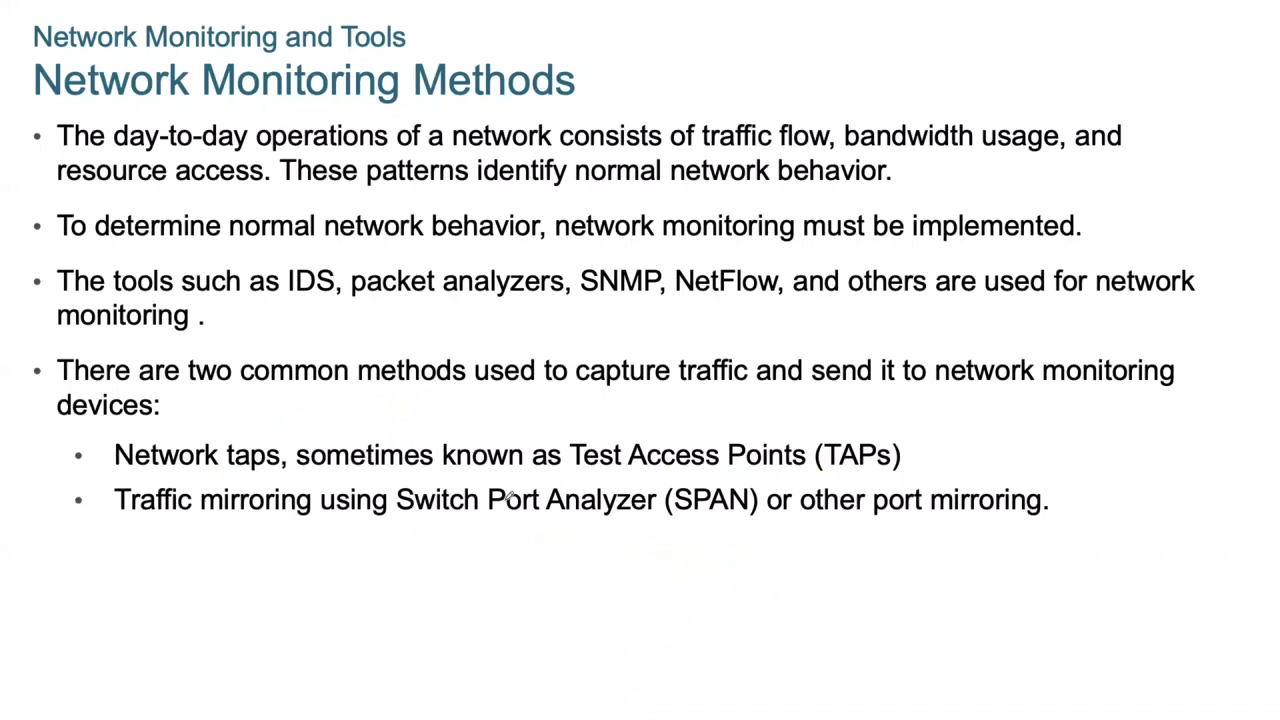 Network Monitoring and Tools
Network Monitoring Methods
• The day-to-day operations of a network consists of traffic flow, bandwidth usage, and
resource access. These patterns identify normal network behavior.
• To determine normal network behavior, network monitoring must be implemented.
• The tools such as IDS, packet analyzers, SNMP, NetFlow, and others are used for network
monitoring .
• There are two common methods used to capture traffic and send it to network monitoring
devices:
• Network taps, sometimes known as Test Access Points (TAPs)
• Traffic mirroring using Switch Port Analyzer (SPAN) or other port mirroring.